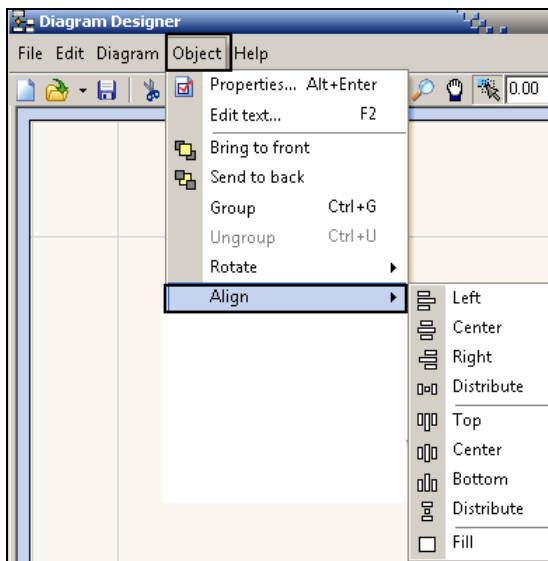 Diagram Designer
File Edit Diagram Object Help
0.00
Properties... Alt+Enter
Edit text... F2
Bring to front
Send to back
Group Ctrl+G
Ungroup Ctrl+U
Rotate
Align
Left
Center
Right
Distribute
Top
Center
Bottom
Distribute
Fill